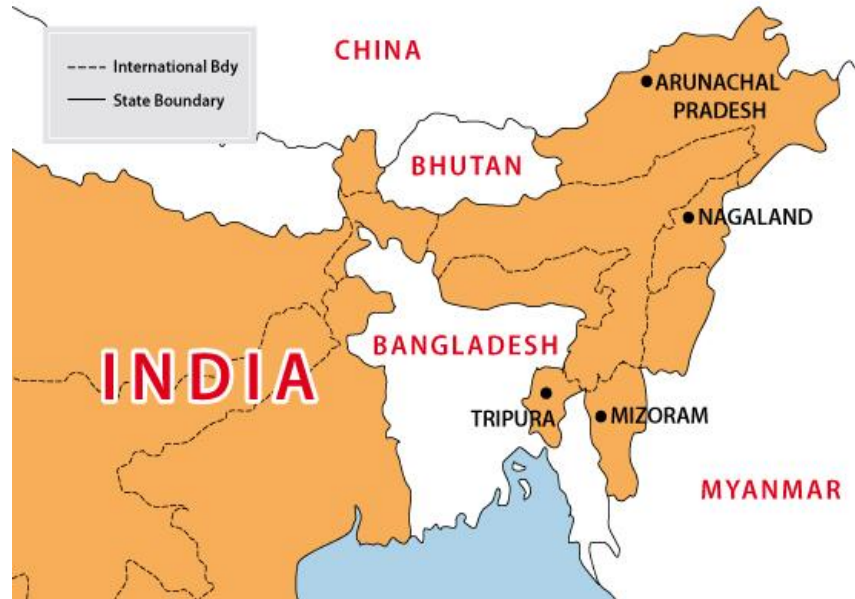 International Bdy
State Boundary
CHINA
ARUNACHAL
PRADESH
BHUTAN
NAGALAND
BANGLADESH
INDIA
TRIPURA
MIZORAM
MYANMAR